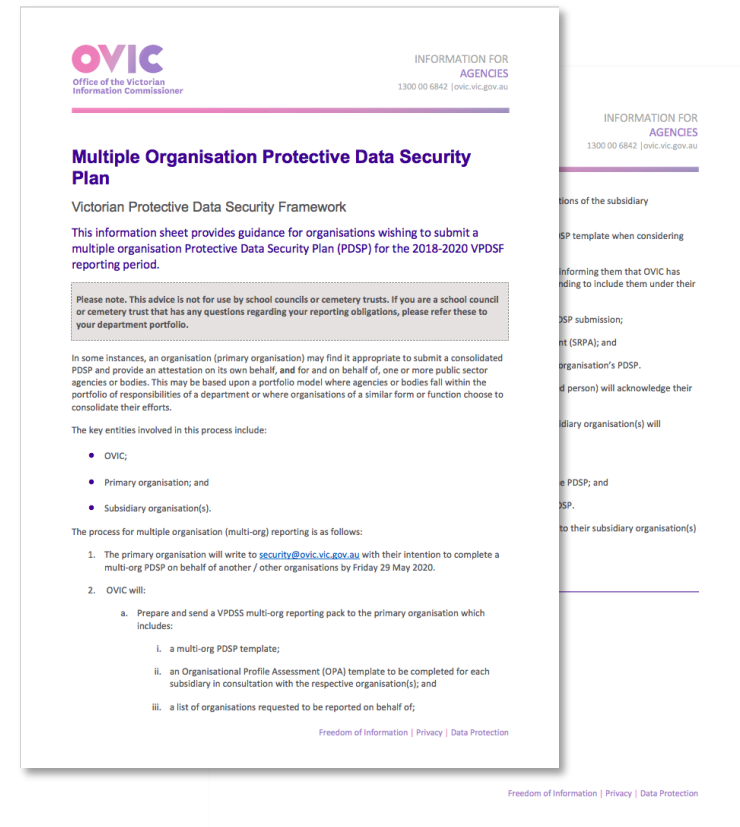 OVIC
Office of the Victorian
Information Commissioner
INFORMATION FOR
AGENCIES
1300 00 6842 |ovic.vic.gov.au
Multiple Organisation Protective Data Security
Plan
Victorian Protective Data Security Framework
This information sheet provides guidance for organisations wishing to submit a
multiple organisation Protective Data Security Plan (PDSP) for the 2018-2020 VPDSF
reporting period.
Please note. This advice is not for use by school councils or cemetery trusts. If you are a school council
or cemetery trust that has any questions regarding your reporting obligations, please refer these to
your department portfolio.
In some instances, an organisation (primary organisation) may find it appropriate to submit a consolidated
PDSP and provide an attestation on its own behalf, and for and on behalf of, one or more public sector
agencies or bodies. This may be based upon a portfolio model where agencies or bodies fall within the
portfolio of responsibilities of a department or where organisations of a similar form or function choose to
consolidate their efforts.
The key entities involved in this process include:
• OVIC;
• Primary organisation; and
• Subsidiary organisation(s).
The process for multiple organisation (multi-org) reporting is as follows:
1. The primary organisation will write to security@ovic.vic.gov.au with their intention to complete a
multi-org PDSP on behalf of another / other organisations by Friday 29 May 2020.
2. OVIC will:
a. Prepare and send a VPDSS multi-org reporting pack to the primary organisation which
includes:
i. a multi-org PDSP template;
ii. an Organisational Profile Assessment (OPA) template to be completed for each
subsidiary in consultation with the respective organisation(s); and
iii. a list of organisations requested to be reported on behalf of;
Freedom of Information | Privacy | Data Protection
INFORMATION FOR
AGENCIES
1300 00 6842 |ovic.vic.gov.au
tions of the subsidiary
SP template when considering
informing them that OVIC has
nding to include them under their
DSP submission;
nt (SRPA); and
organisation's PDSP.
d person) will acknowledge their
idiary organisation(s) will
e PDSP; and
DSP.
to their subsidiary organisation(s)
Freedom of Information | Privacy | Data Protection